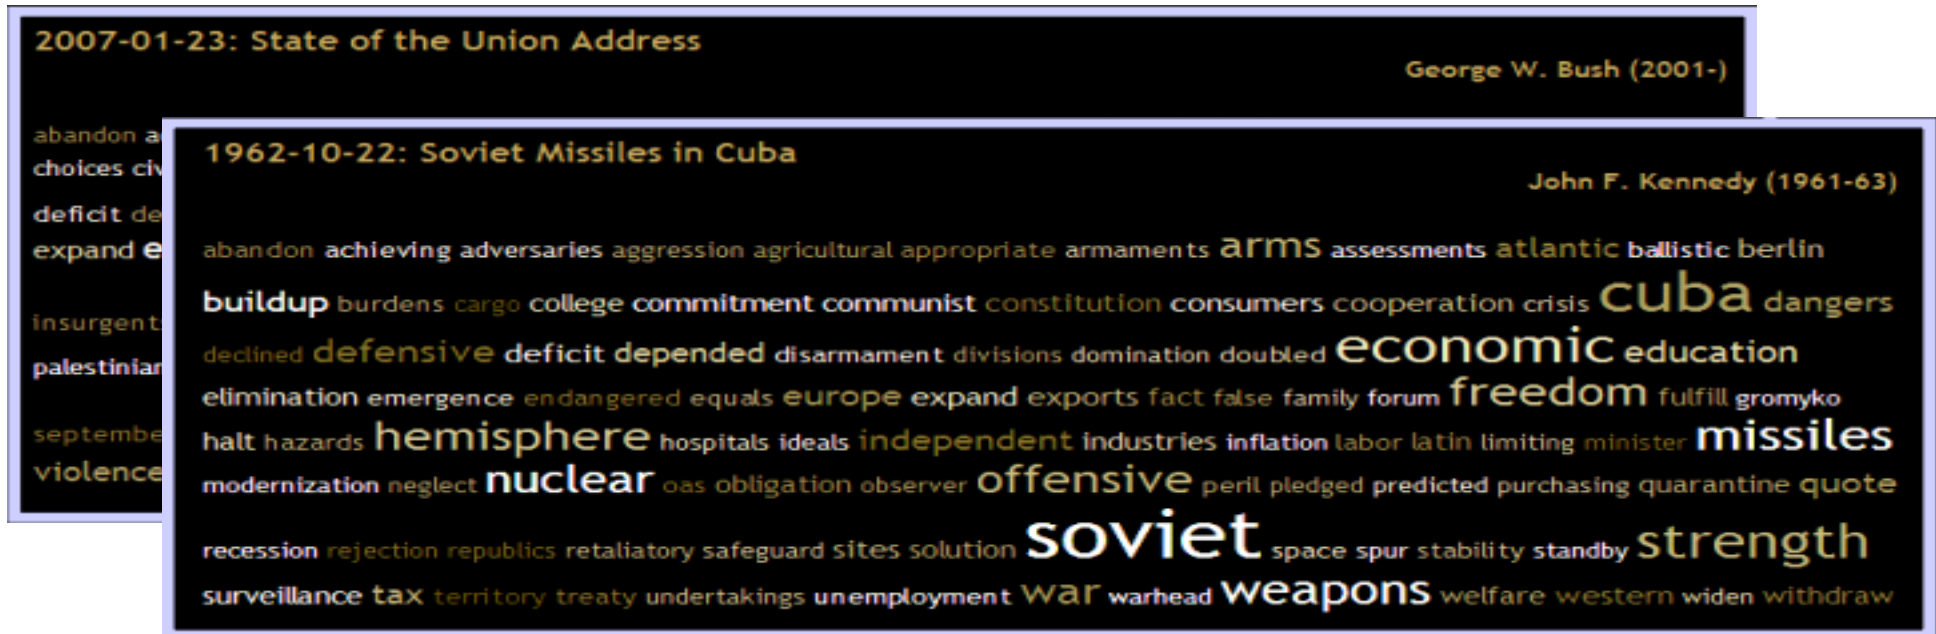 2007-01-23: State of the Union Address
George W. Bush (2001-)
abandon
choices
deficit
expand
palestinian
violence
1962-10-22: Soviet Missiles in Cuba
John F. Kennedy (1961-63)
abandon achieving adversaries aggression agricultural appropriate armaments arms assessments atlantic ballistic berlin
buildup burdens cargo college commitment communist constitution consumers cooperation crisis cuba dangers
declined defensive deficit depended disarmament divisions domination doubled economic education
elimination emergence endangered equals europe expand exports fact false family forum freedom fulfill gromyko
halt hazards hemisphere hospitals ideals independent industries inflation labor latin limiting minister missiles
modernization neglect nuclear oas obligation observer offensive peril pledged predicted purchasing quarantine quote
recession rejection republics retaliatory safeguard sites solution soviet space spur stability standby strength
surveillance tax territory treaty undertakings unemployment war warhead weapons welfare western widen withdraw